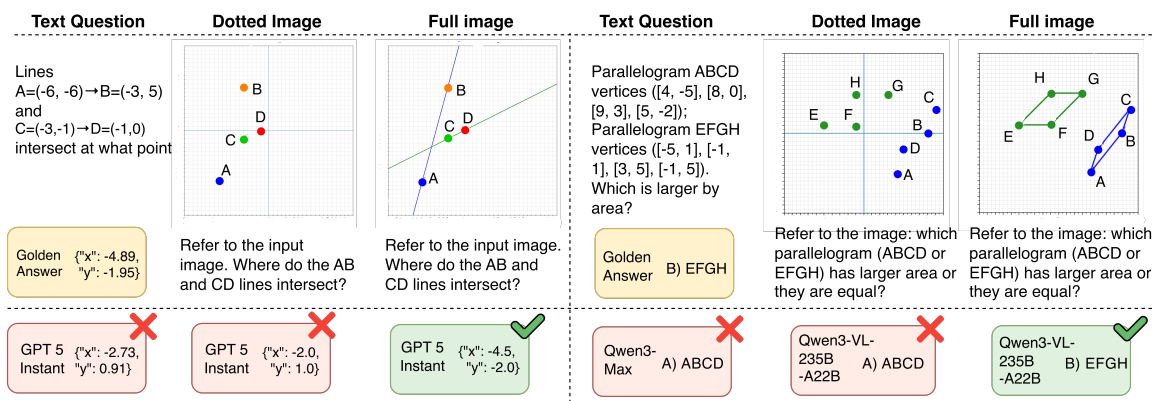 Text Question
Dotted Image
Full image
Text Question
Dotted Image
Full image
Lines
A=(-6, -6)→B=(-3, 5)
and
C=(-3,-1)→D=(-1,0)
intersect at what point
B
D
C
A
B
D
C
A
Parallelogram ABCD
vertices ([4, -5], [8, 0],
[9, 3], [5, -2]);
Parallelogram EFGH
vertices ([-5, 1], [-1,
1], [3, 5], [-1, 5]).
Which is larger by
area?
H
G
E
F
C
B
D
A
H
G
E
F
C
D
B
A
Golden
Answer
{"x": -4.89,
"y": -1.95}
Refer to the input
image. Where do the AB
and CD lines intersect?
Refer to the input image.
Where do the AB and
CD lines intersect?
Golden
Answer
B) EFGH
Refer to the image: which
parallelogram (ABCD or
EFGH) has larger area or
they are equal?
Refer to the image: which
parallelogram (ABCD or
EFGH) has larger area or
they are equal?
GPT 5
Instant
{"x": -2.73,
"y": 0.91}
GPT 5
Instant
{"x": -2.0,
"y": 1.0}
GPT 5
Instant
{"x": -4.5,
"y": -2.0}
Qwen3-
Max
A) ABCD
Qwen3-VL-
235B
-A22B
A) ABCD
Qwen3-VL-
235B
-A22B
B) EFGH